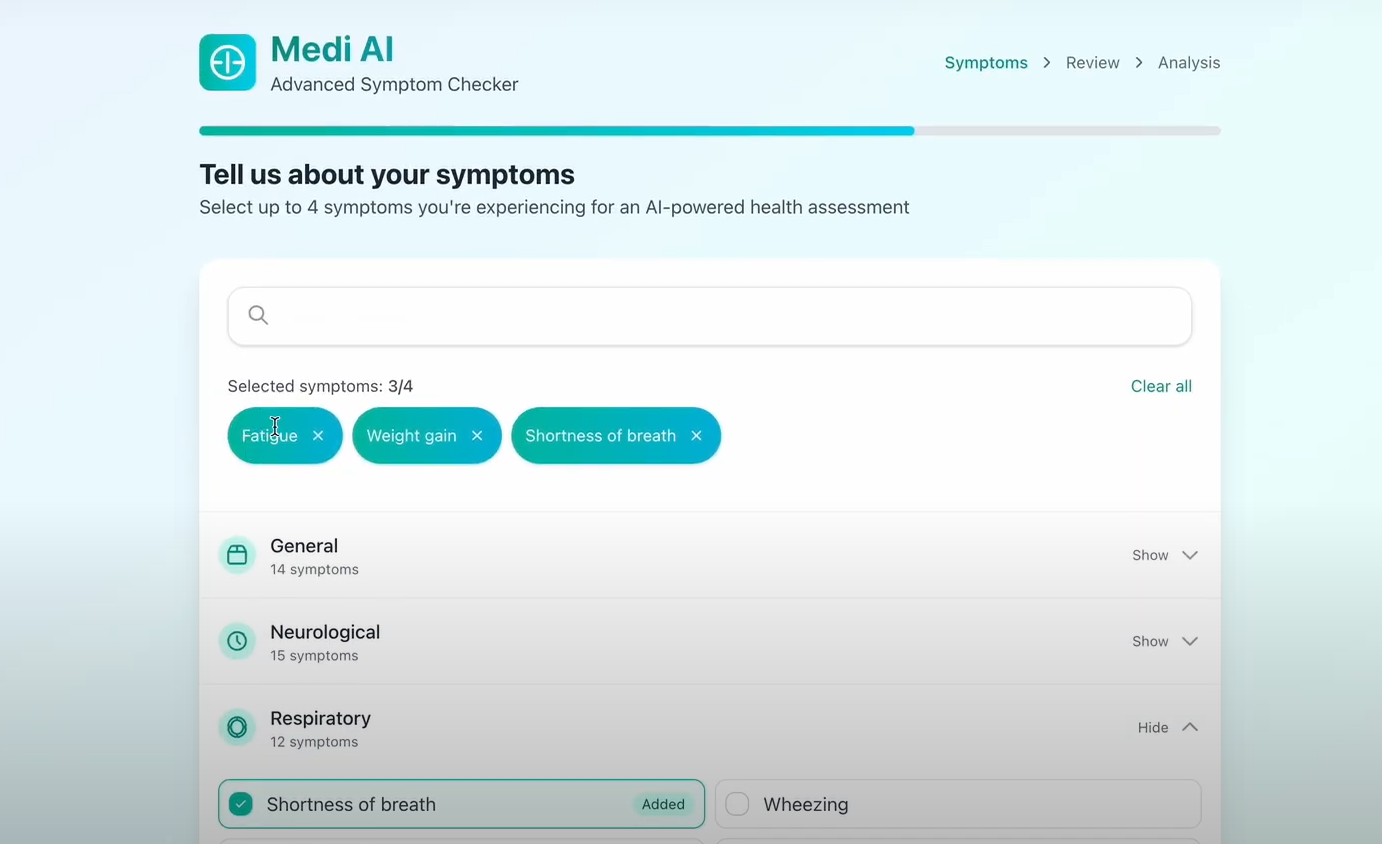 Medi AI
Advanced Symptom Checker
Symptoms > Review > Analysis
Tell us about your symptoms
Select up to 4 symptoms you're experiencing for an AI-powered health assessment
Selected symptoms: 3/4
Clear all
Fatigue × Weight gain × Shortness of breath ×
General
14 symptoms
Show
Neurological
15 symptoms
Show
Respiratory
12 symptoms
Hide
Shortness of breath Added
Wheezing